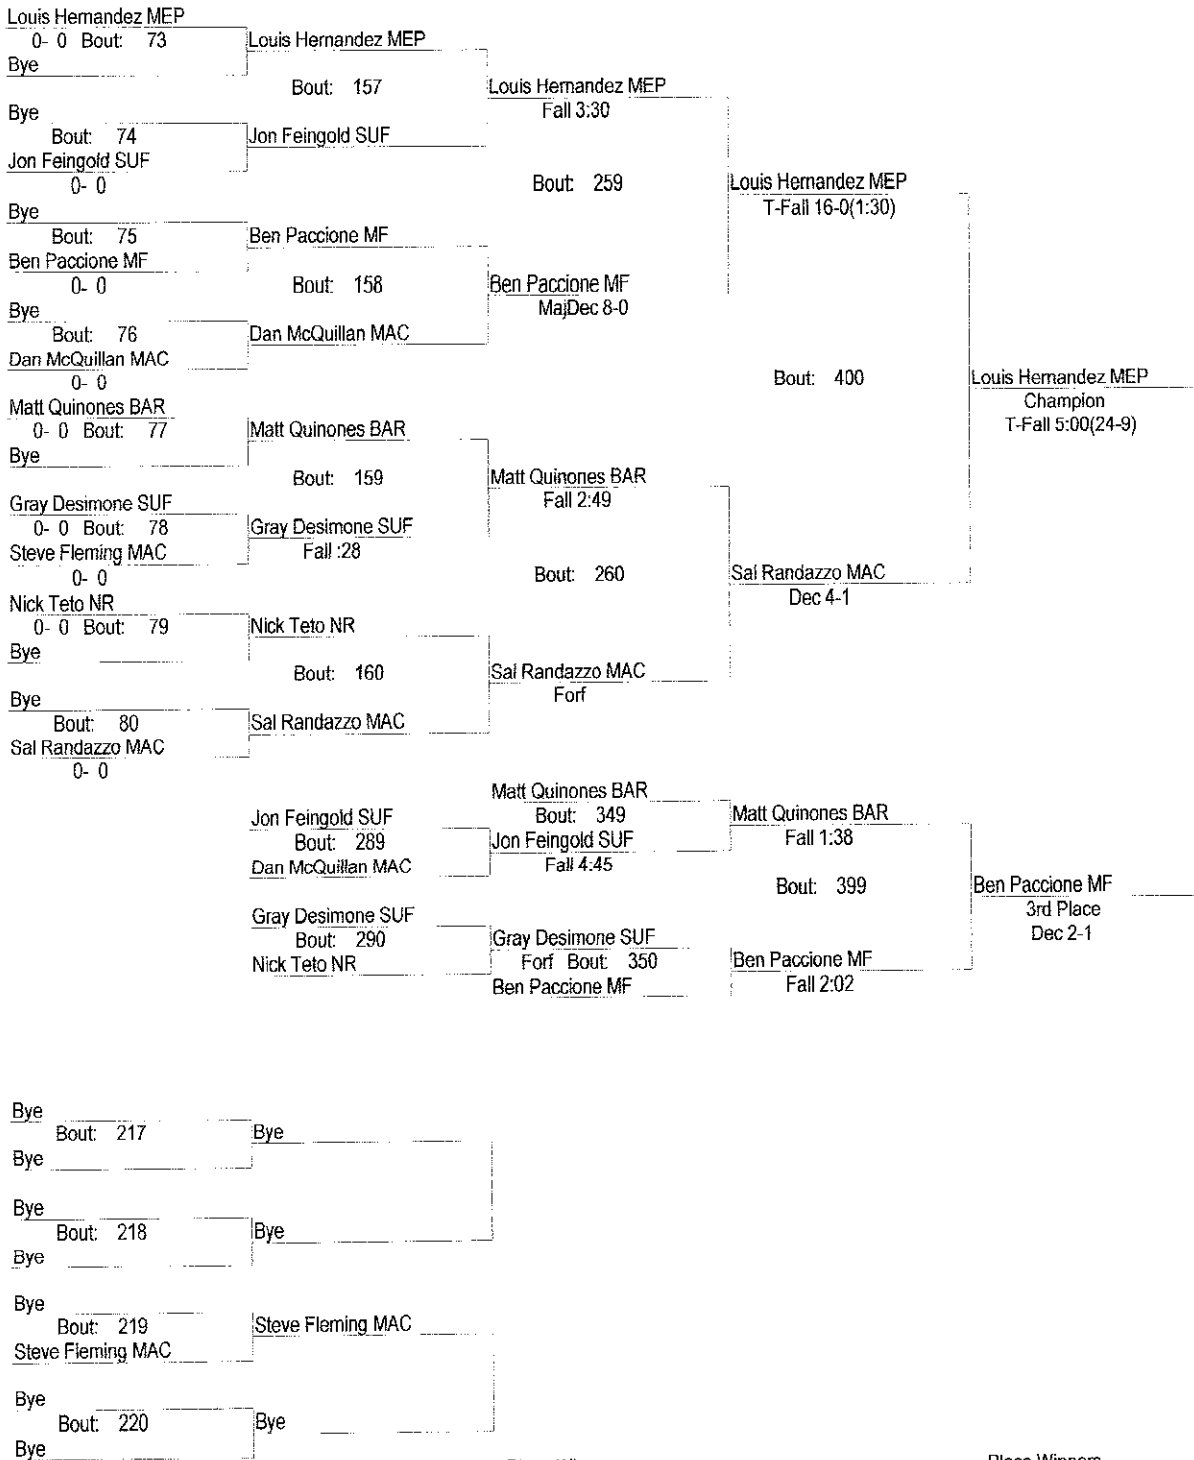 Louis Hernandez MEP
0- 0 Bout: 73
Louis Hernandez MEP
Bye
Bout: 157
Louis Hernandez MEP
Fall 3:30
Bye
Bout: 74
Jon Feingold SUF
Jon Feingold SUF
0- 0
Bout: 259
Louis Hernandez MEP
T-Fall 16-0(1:30)
Bye
Bout: 75
Ben Paccione MF
Ben Paccione MF
0- 0
Bout: 158
Ben Paccione MF
MajDec 8-0
Bye
Bout: 76
Dan McQuillan MAC
Dan McQuillan MAC
0- 0
Bout: 400
Louis Hernandez MEP
Champion
T-Fall 5:00(24-9)
Matt Quinones BAR
0- 0 Bout: 77
Matt Quinones BAR
Bye
Bout: 159
Matt Quinones BAR
Fall 2:49
Gray Desimone SUF
0- 0 Bout: 78
Gray Desimone SUF
Fall :28
Steve Fleming MAC
0- 0
Bout: 260
Sal Randazzo MAC
Dec 4-1
Nick Teto NR
0- 0 Bout: 79
Nick Teto NR
Bye
Bout: 160
Sal Randazzo MAC
Forf
Bye
Bout: 80
Sal Randazzo MAC
Sal Randazzo MAC
0- 0
Matt Quinones BAR
Jon Feingold SUF
Bout: 349
Matt Quinones BAR
Bout: 289
Jon Feingold SUF
Fall 1:38
Dan McQuillan MAC
Fall 4:45
Bout: 399
Ben Paccione MF
3rd Place
Dec 2-1
Gray Desimone SUF
Bout: 290
Gray Desimone SUF
Nick Teto NR
Forf Bout: 350
Ben Paccione MF
Ben Paccione MF
Fall 2:02
Bye
Bout: 217
Bye
Bye
Bye
Bout: 218
Bye
Bye
Bye
Bout: 219
Steve Fleming MAC
Steve Fleming MAC
Bye
Bout: 220
Bye
Bye
Place Winners